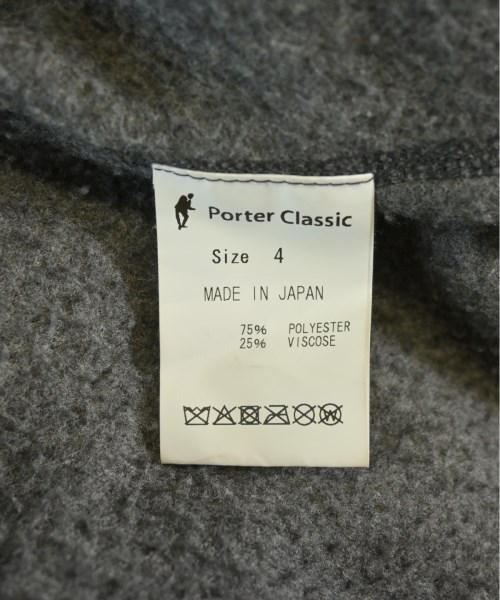 Porter Classic
Size 4
MADE IN JAPAN
75% POLYESTER
25% VISCOSE